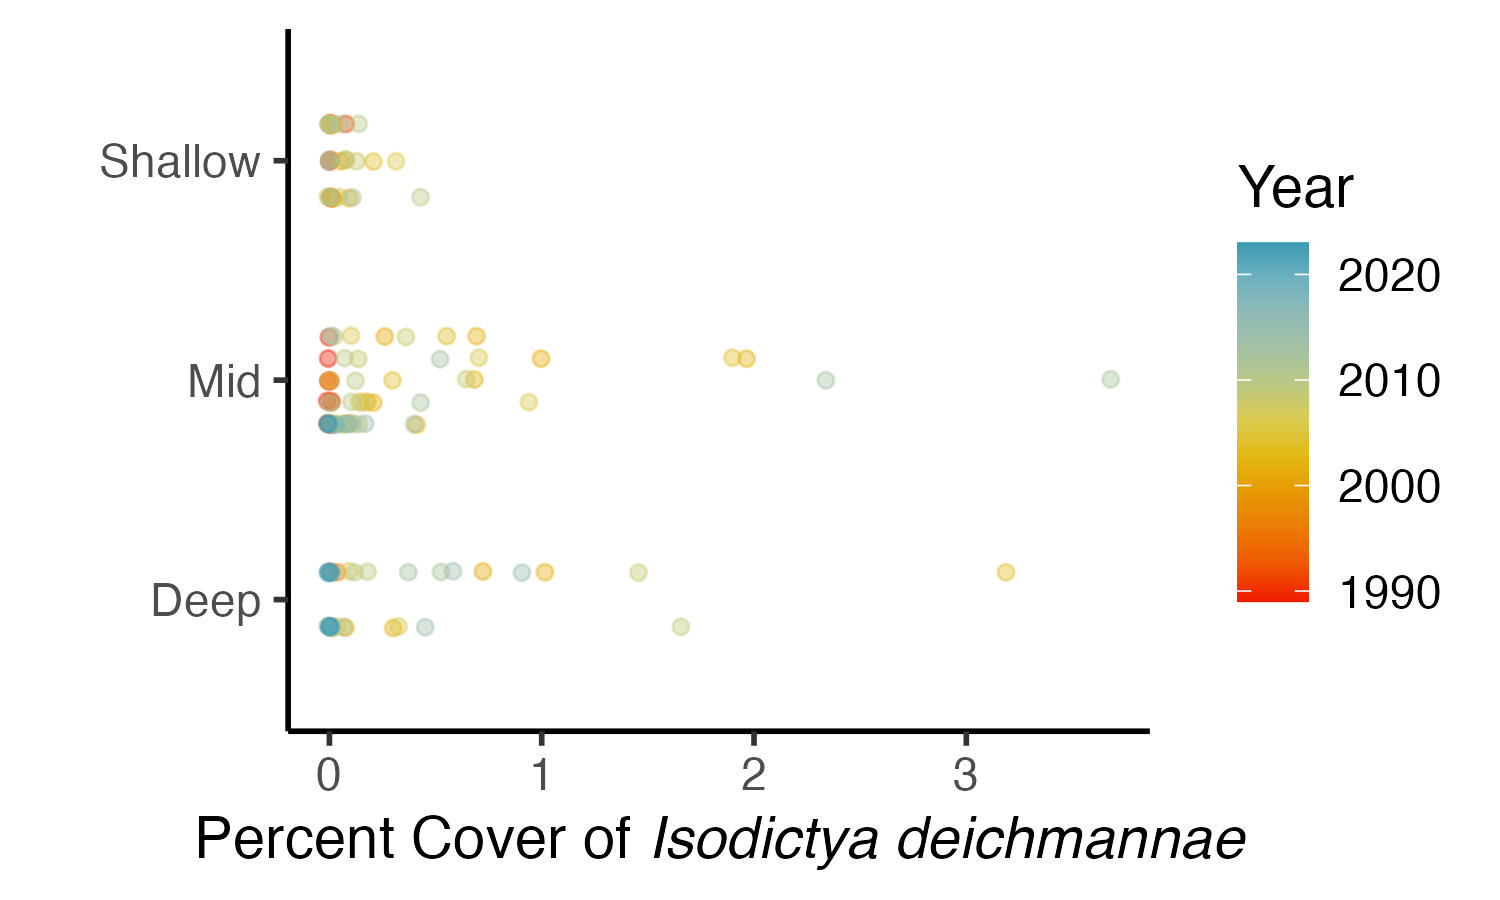 Shallow
Mid
Deep
0 1 2 3
Percent Cover of Isodictya deichmannae
Year
2020
2010
2000
1990